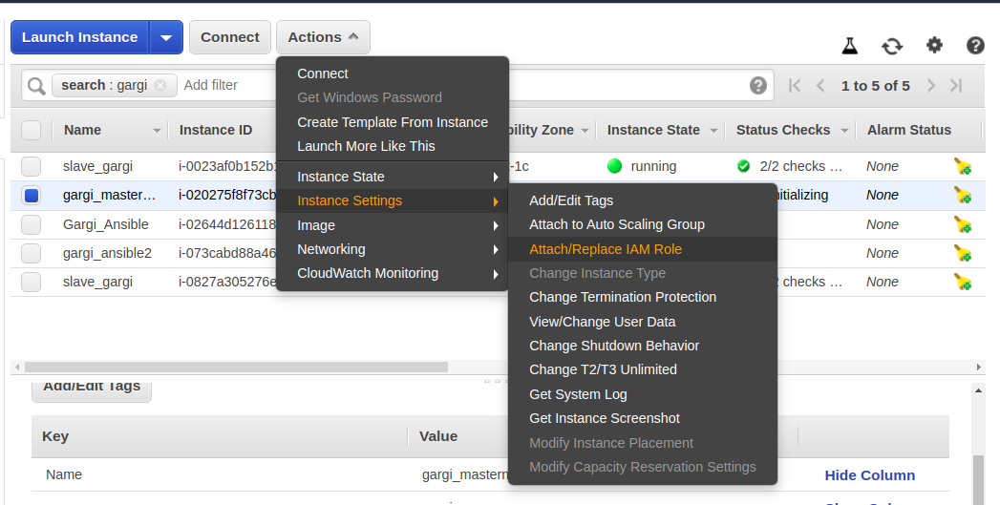 Launch Instance Connect Actions
search : gargi Add filter 1 to 5 of 5
Connect
Get Windows Password
Create Template From Instance
Launch More Like This
Instance State
Instance Settings
Image
Networking
CloudWatch Monitoring
Name Instance ID bility Zone Instance State Status Checks Alarm Status
slave_gargi i-0023af0b152b -1c running 2/2 checks ... None
gargi_master... i-020275f8f73cb nitializing None
Gargi_Ansible i-02644d126118 None
gargi_ansible2 i-073cabd88a46 None
slave_gargi i-0827a305276e 2 checks ... None
Add/Edit Tags
Attach to Auto Scaling Group
Attach/Replace IAM Role
Change Instance Type
Change Termination Protection
View/Change User Data
Change Shutdown Behavior
Change T2/T3 Unlimited
Get System Log
Get Instance Screenshot
Modify Instance Placement
Modify Capacity Reservation Settings
Add/Edit Tags
Key Value
Name gargi_mastern Hide Column